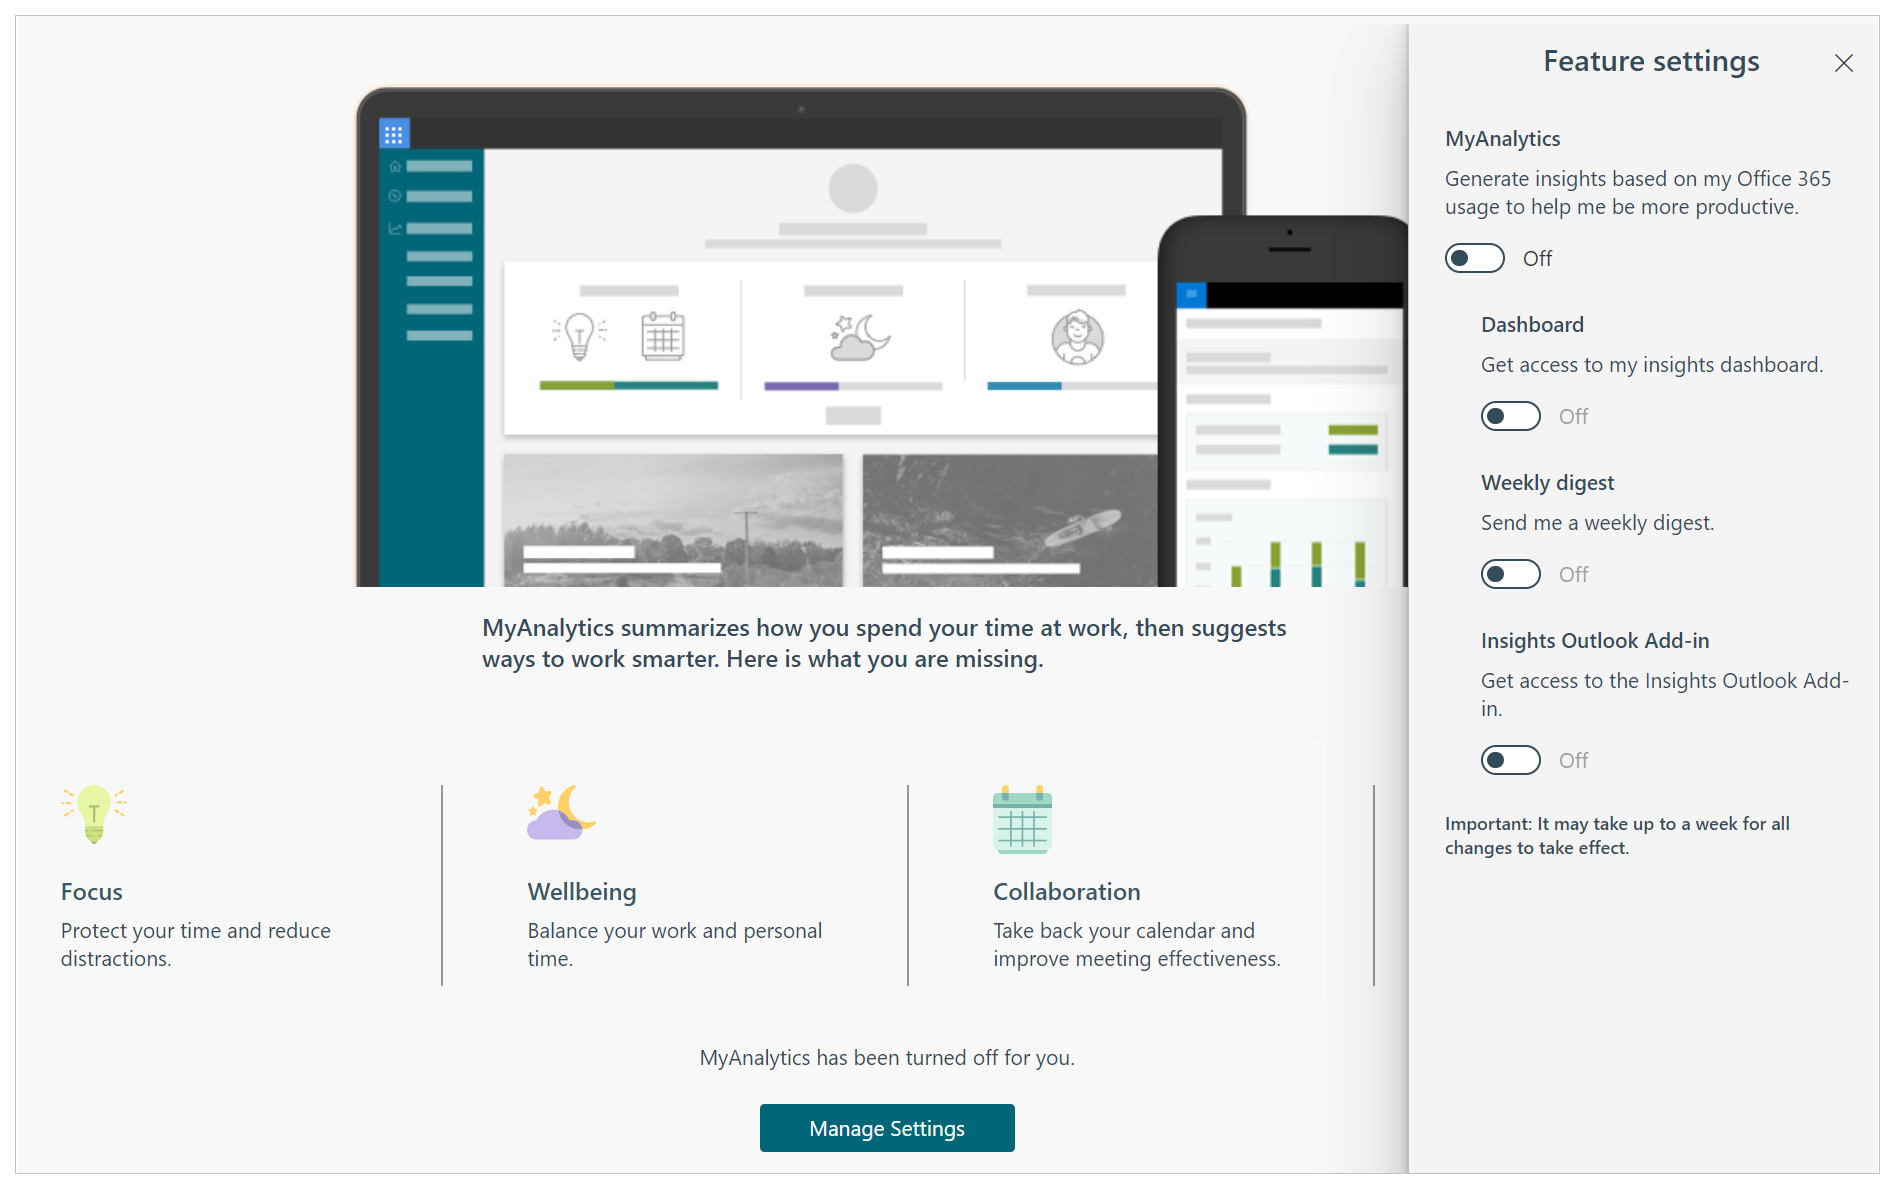 Feature settings
MyAnalytics
Generate insights based on my Office 365
usage to help me be more productive.
Off
Dashboard
Get access to my insights dashboard.
Off
Weekly digest
Send me a weekly digest.
Off
Insights Outlook Add-in
Get access to the Insights Outlook Add-
in.
Off
Important: It may take up to a week for all
changes to take effect.
MyAnalytics summarizes how you spend your time at work, then suggests
ways to work smarter. Here is what you are missing.
Focus
Protect your time and reduce
distractions.
Wellbeing
Balance your work and personal
time.
Collaboration
Take back your calendar and
improve meeting effectiveness.
MyAnalytics has been turned off for you.
Manage Settings